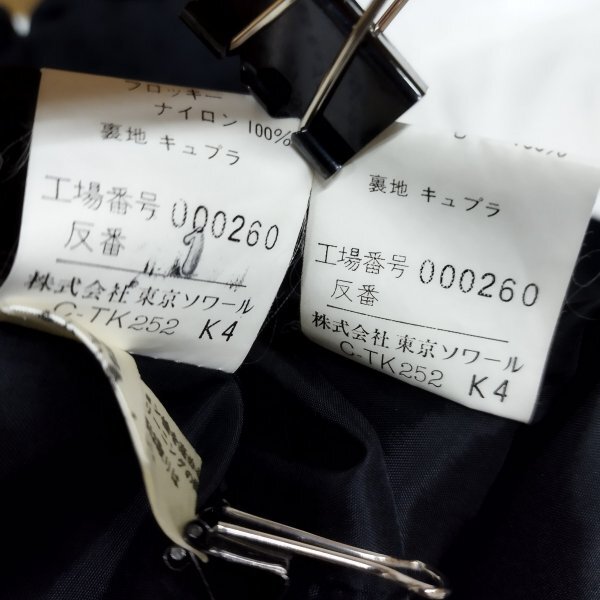 フロッキー
ナイロン 100%
裏地 キュプラ
工場番号 000260
反番 1
株式会社 東京ソワール
C-TK252 K4
100%
裏地 キュプラ
工場番号 000260
反番
株式会社 東京ソワール
C-TK252 K4